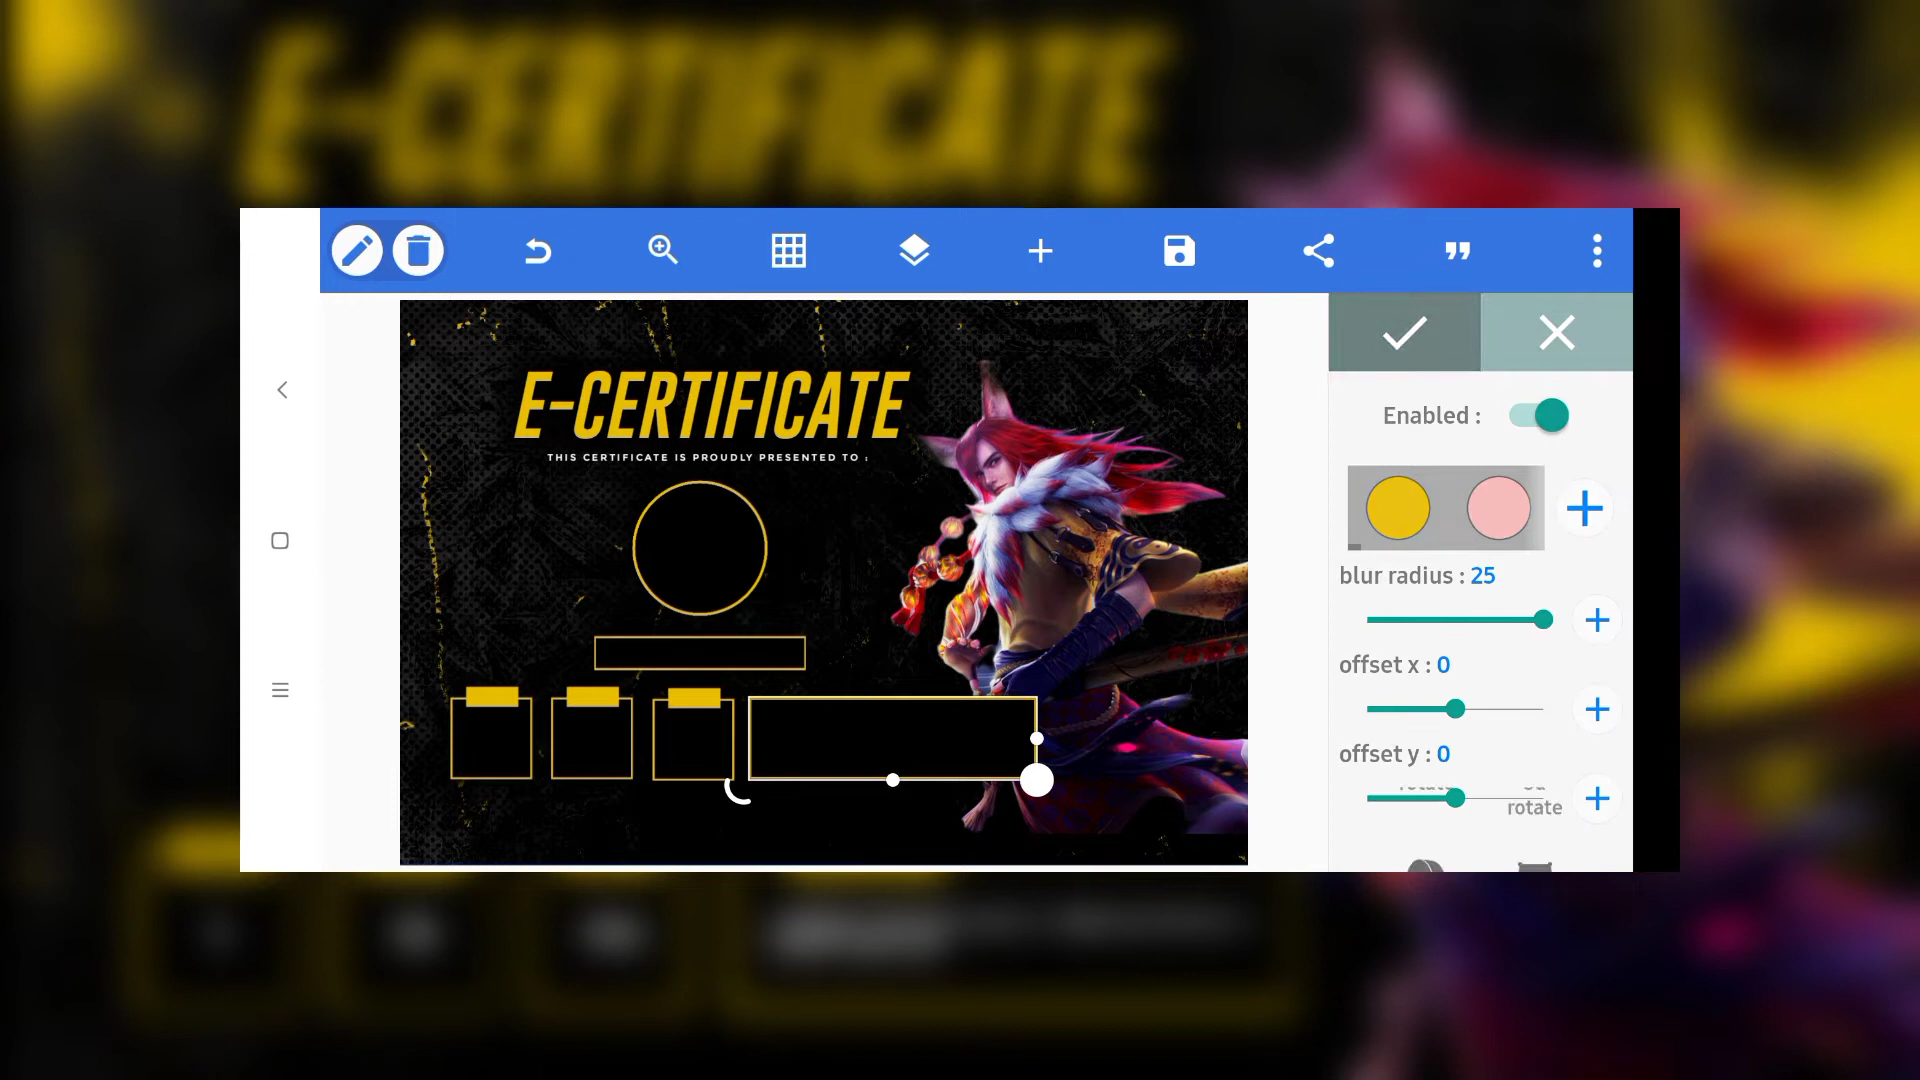 E-CERTIFICATE
E-CERTIFICATE
THIS CERTIFICATE IS PROUDLY PRESENTED TO :
Enabled :
blur radius : 25
offset x : 0
offset y : 0
rotate